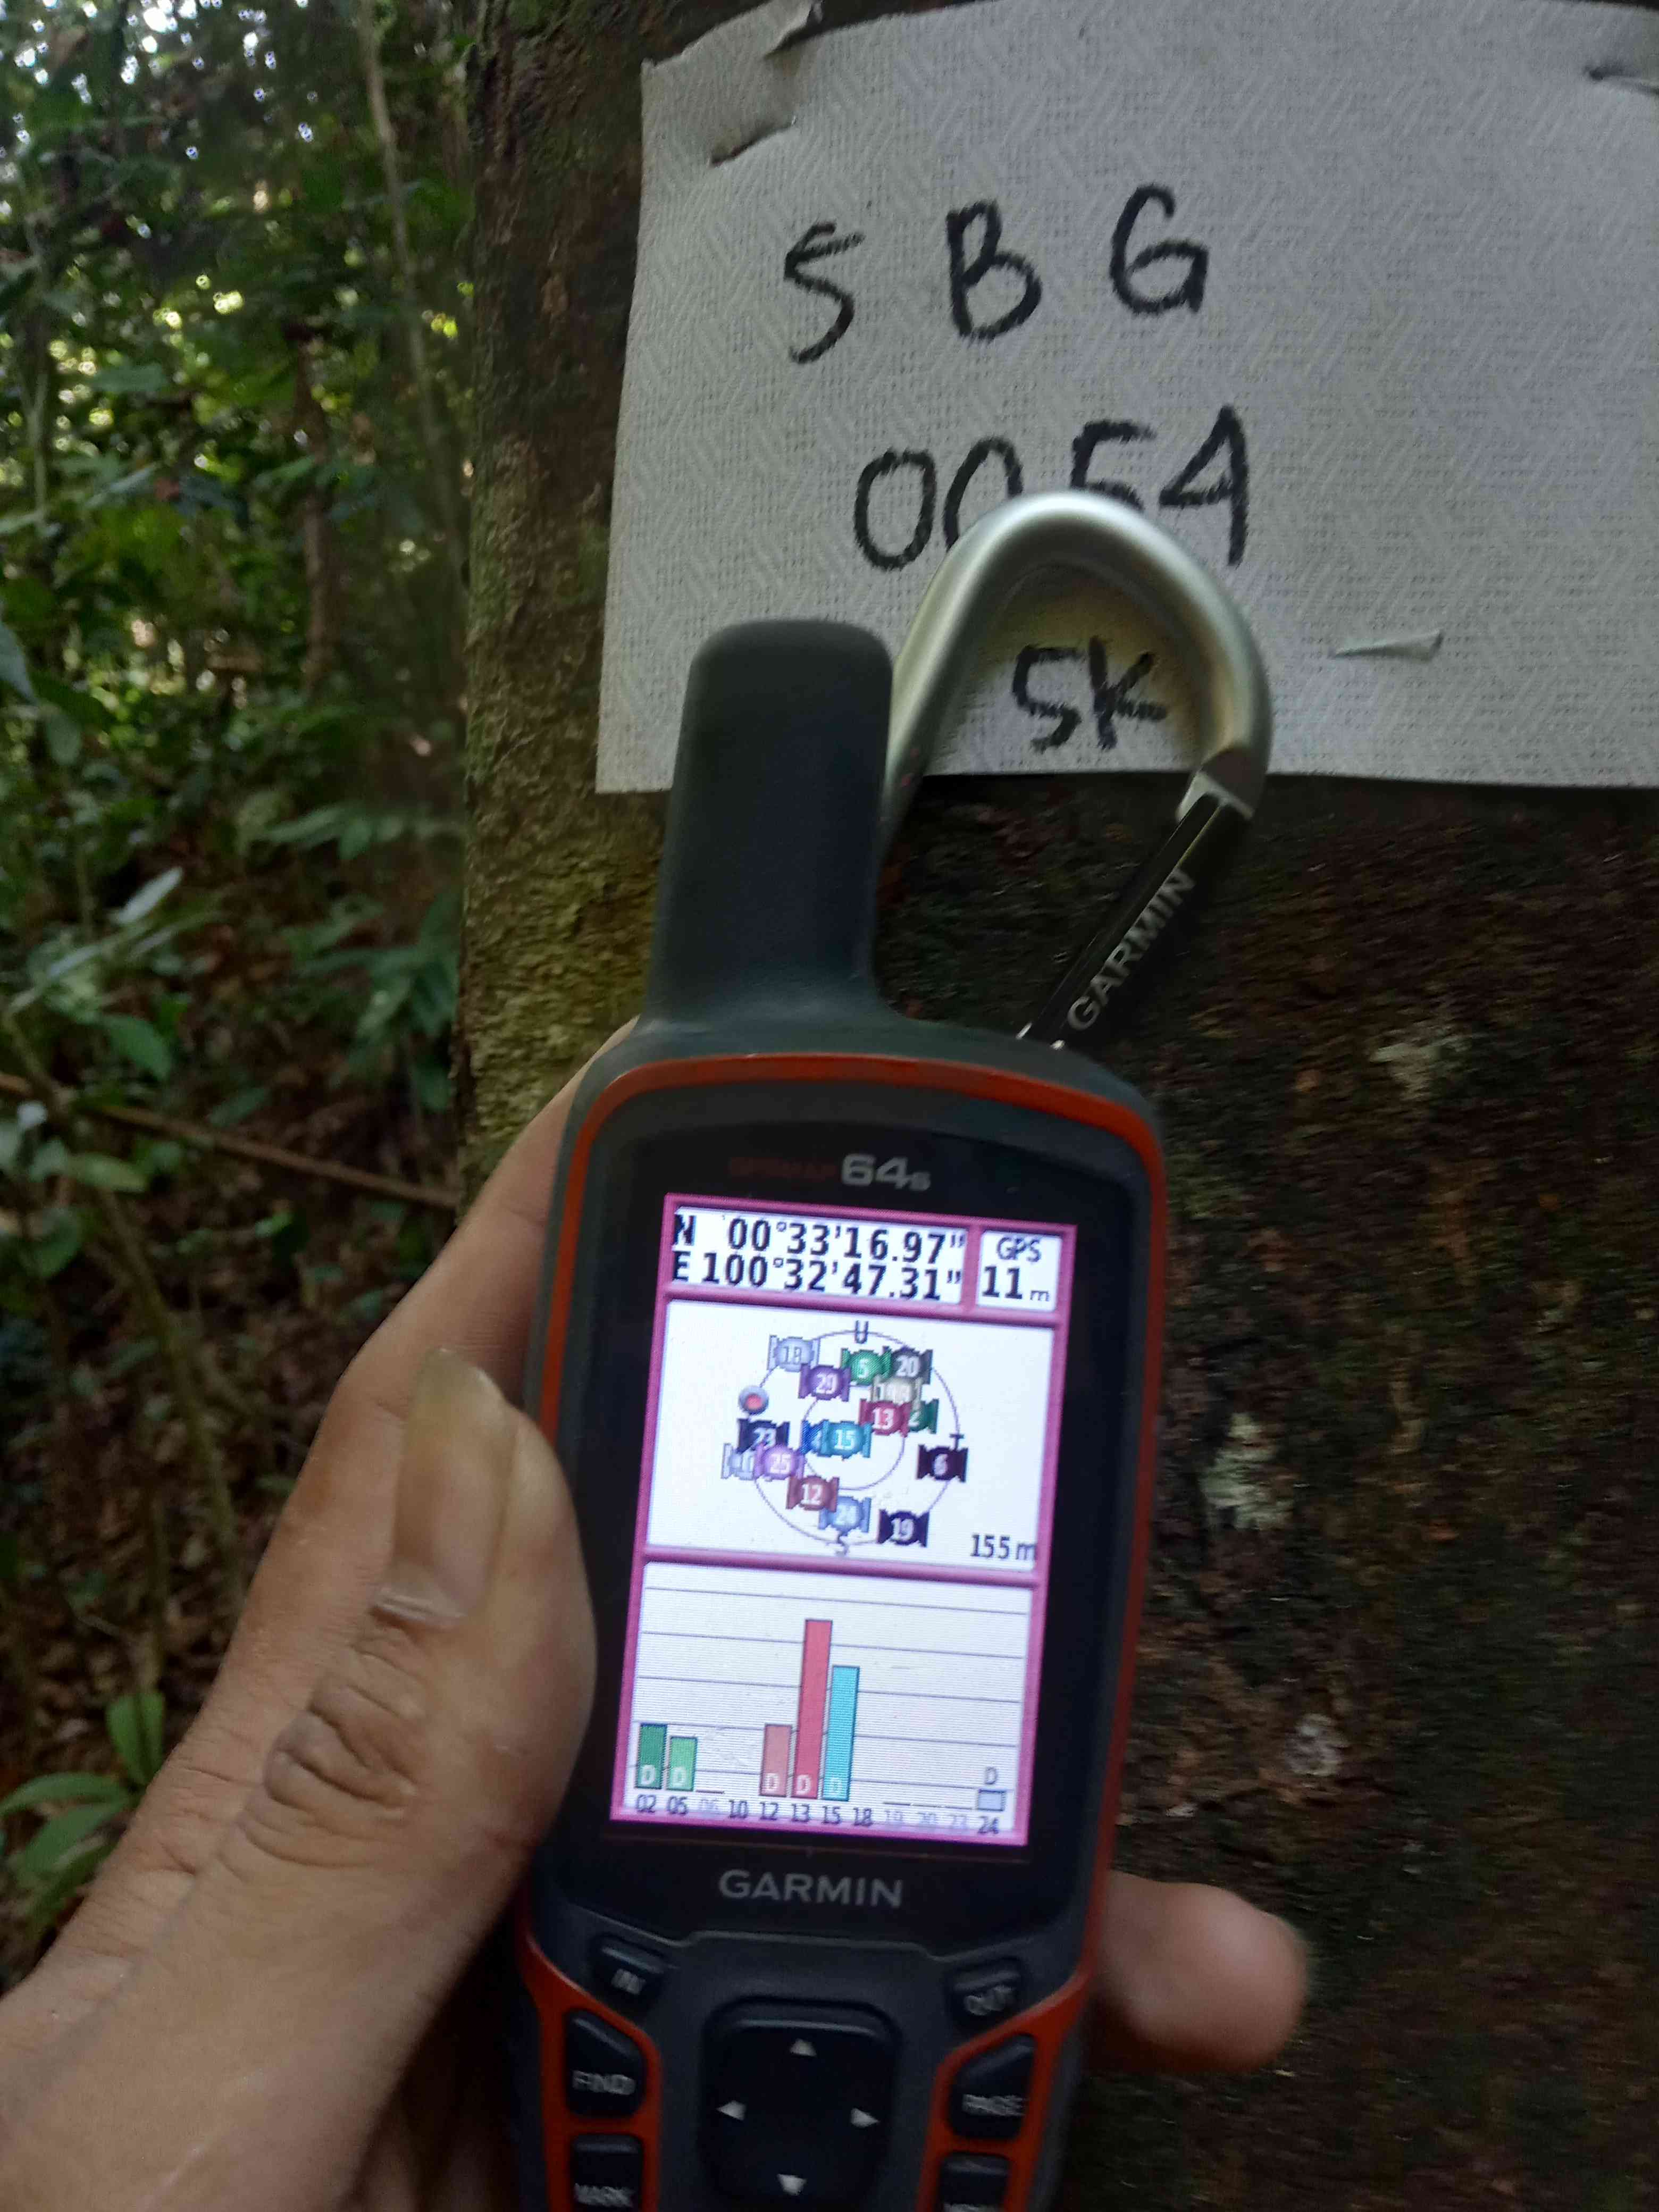 S B G
0054
SK
GARMIN
GPSMAP 64s
N 00°33'16.97"
E 100°32'47.31"
GPS
11 m
U
18
5
20
29
13
2
23
15
T
25
6
12
24
19
S
155 m
D D D D D D
02 05 06 10 12 13 15 18 19 20 23 24
GARMIN
IN
OUT
FIND
PAGE
MARK